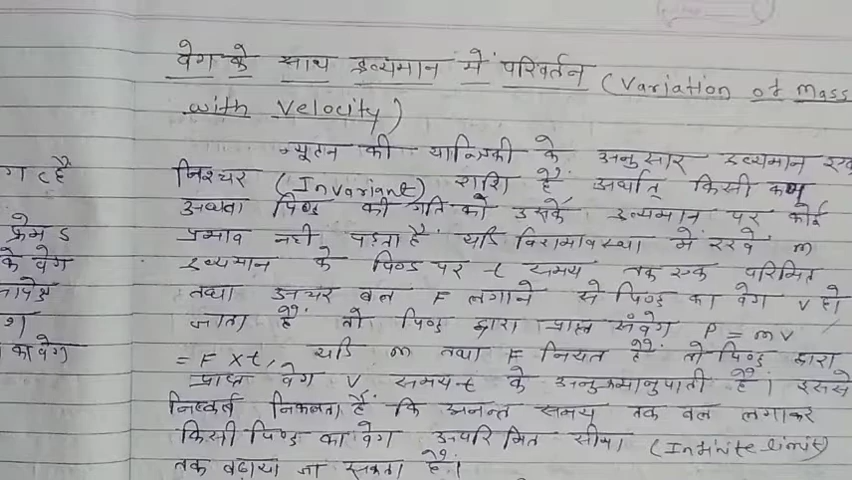 वेग के साथ द्रव्यमान में परिवर्तन (Variation of Mass
with Velocity)
न्यूटन की यान्त्रिकी के अनुसार द्रव्यमान एक
ग c है
निश्चर (Invariant) राशि है अर्थात् किसी कण
अथवा पिण्ड की गति को उसके द्रव्यमान पर कोई
फ्रेम S
प्रभाव नहीं पड़ता है यदि विरामावस्था में रखे m
के वेग
द्रव्यमान के पिण्ड पर t समय तक एक परिमित
तथा अचर बल F लगाने से पिण्ड का वेग v हो
जाता है तो पिण्ड द्वारा प्राप्त संवेग P = mv
का वेग)
= F x t, यदि m तथा F नियत है तो पिण्ड द्वारा
प्राप्त वेग v समय t के अनुक्रमानुपाती है। इससे
निष्कर्ष निकलता है कि अनन्त समय तक बल लगाकर
किसी पिण्ड का वेग अपरिमित सीमा (Infinite limit)
तक बढ़ाया जा सकता है।